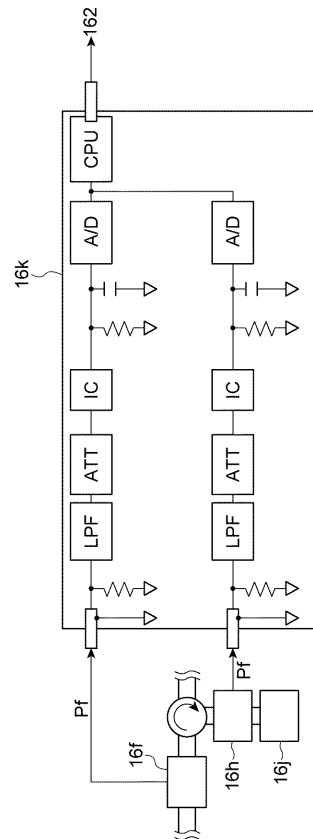 16k
Pf
LPF
ATT
IC
A/D
CPU
162
16f
Pf
LPF
ATT
IC
A/D
16h
16j